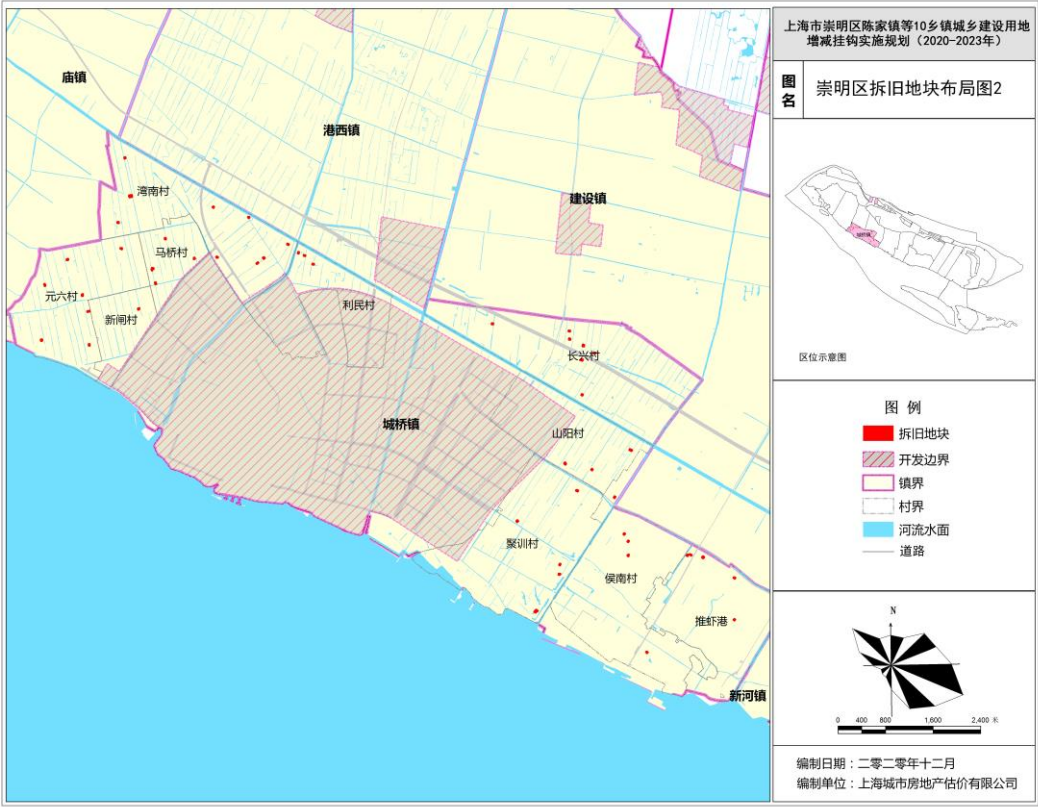 上海市崇明区陈家镇等10乡镇城乡建设用地
增减挂钩实施规划（2020-2023年）
图名
崇明区拆旧地块布局图2
庙镇
港西镇
建设镇
湾南村
马桥村
元六村
新闸村
利民村
长兴村
城桥镇
山阳村
聚训村
侯南村
推虾港
新河镇
城桥镇
区位示意图
图 例
拆旧地块
开发边界
镇界
村界
河流水面
道路
N
0 400 800 1,600 2,400 米
编制日期：二零二零年十二月
编制单位：上海城市房地产估价有限公司